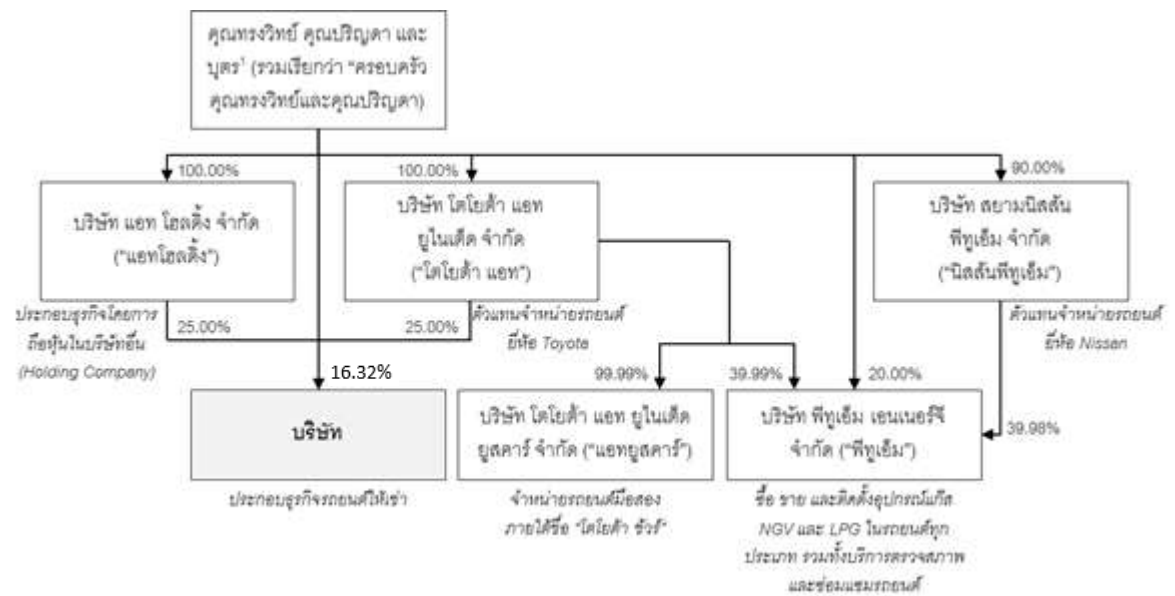 คุณทรงวิทย์ คุณปริญดา และ
บุตร¹ (รวมเรียกว่า “ครอบครัว
คุณทรงวิทย์และคุณปริญดา)
100.00%
100.00%
90.00%
บริษัท แอท โฮลดิ้ง จำกัด
(“แอทโฮลดิ้ง”)
บริษัท โตโยต้า แอท
ยูไนเต็ด จำกัด
(“โตโยต้า แอท”)
บริษัท สยามนิสสัน
พีทูเอ็ม จำกัด
(“นิสสันพีทูเอ็ม”)
ประกอบธุรกิจโดยการ
ถือหุ้นในบริษัทอื่น
(Holding Company)
25.00%
25.00%
ตัวแทนจำหน่ายรถยนต์
ยี่ห้อ Toyota
ตัวแทนจำหน่ายรถยนต์
ยี่ห้อ Nissan
16.32%
99.99%
39.99%
20.00%
39.98%
บริษัท
บริษัท โตโยต้า แอท ยูไนเต็ด
ยูสคาร์ จำกัด (“แอทยูสคาร์”)
บริษัท พีทูเอ็ม เอนเนอร์จี
จำกัด (“พีทูเอ็ม”)
ประกอบธุรกิจรถยนต์ให้เช่า
จำหน่ายรถยนต์มือสอง
ภายใต้ชื่อ “โตโยต้า ชัวร์”
ซื้อ ขาย และติดตั้งอุปกรณ์แก๊ส
NGV และ LPG ในรถยนต์ทุก
ประเภท รวมทั้งบริการตรวจสภาพ
และซ่อมแซมรถยนต์